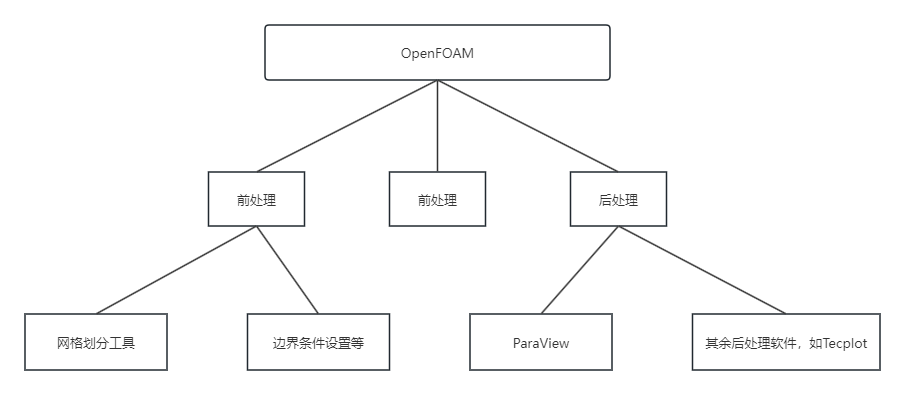 OpenFOAM
前处理
前处理
后处理
网格划分工具
边界条件设置等
ParaView
其余后处理软件，如Tecplot